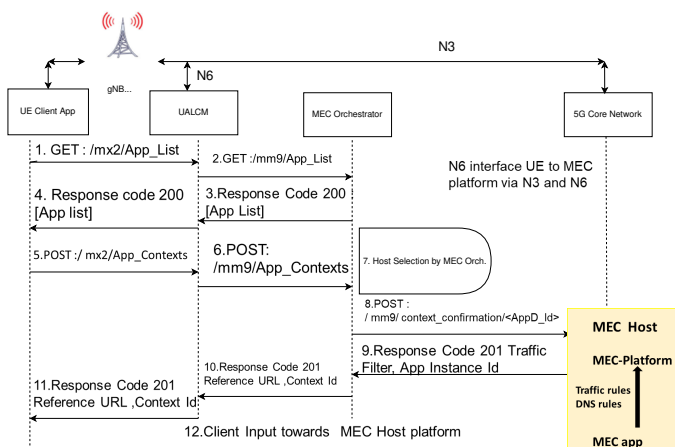 N3
N6
gNB...
UE Client App
UALCM
MEC Orchestrator
5G Core Network
1. GET : /mx2/App_List
2.GET :/mm9/App_List
N6 interface UE to MEC
platform via N3 and N6
4. Response code 200
[App list]
3.Response Code 200
[App List]
5.POST :/ mx2/App_Contexts
6.POST:
/mm9/App_Contexts
7. Host Selection by MEC Orch.
8.POST :
/ mm9/ context_confirmation/<AppD_Id>
MEC Host
MEC-Platform
9.Response Code 201 Traffic
Filter, App Instance Id
10.Response Code 201
Reference URL ,Context Id
11.Response Code 201
Reference URL ,Context Id
Traffic rules
DNS rules
12.Client Input towards MEC Host platform
MEC app